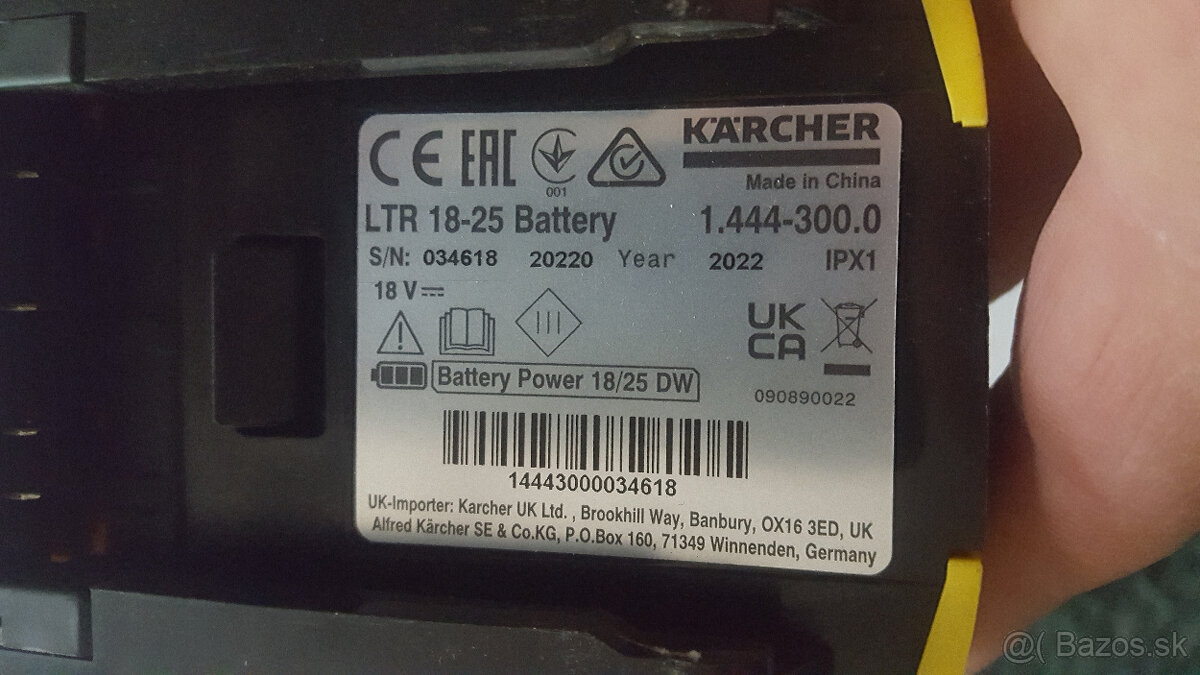 CE EAC 001 KÄRCHER
Made in China
LTR 18-25 Battery 1.444-300.0
S/N: 034618 20220 Year 2022 IPX1
18 V
UK
CA
Battery Power 18/25 DW
090890022
14443000034618
UK-Importer: Karcher UK Ltd. , Brookhill Way, Banbury, OX16 3ED, UK
Alfred Kärcher SE & Co.KG, P.O.Box 160, 71349 Winnenden, Germany
@( Bazos.sk